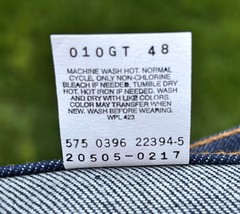 010GT 48
MACHINE WASH HOT. NORMAL
CYCLE. ONLY NON-CHLORINE
BLEACH IF NEEDED. TUMBLE DRY
HOT. HOT IRON IF NEEDED. WASH
AND DRY WITH LIKE COLORS.
COLOR MAY TRANSFER WHEN
NEW. WASH BEFORE WEARING.
WPL 423
575 0396 22394-5
20505-0217